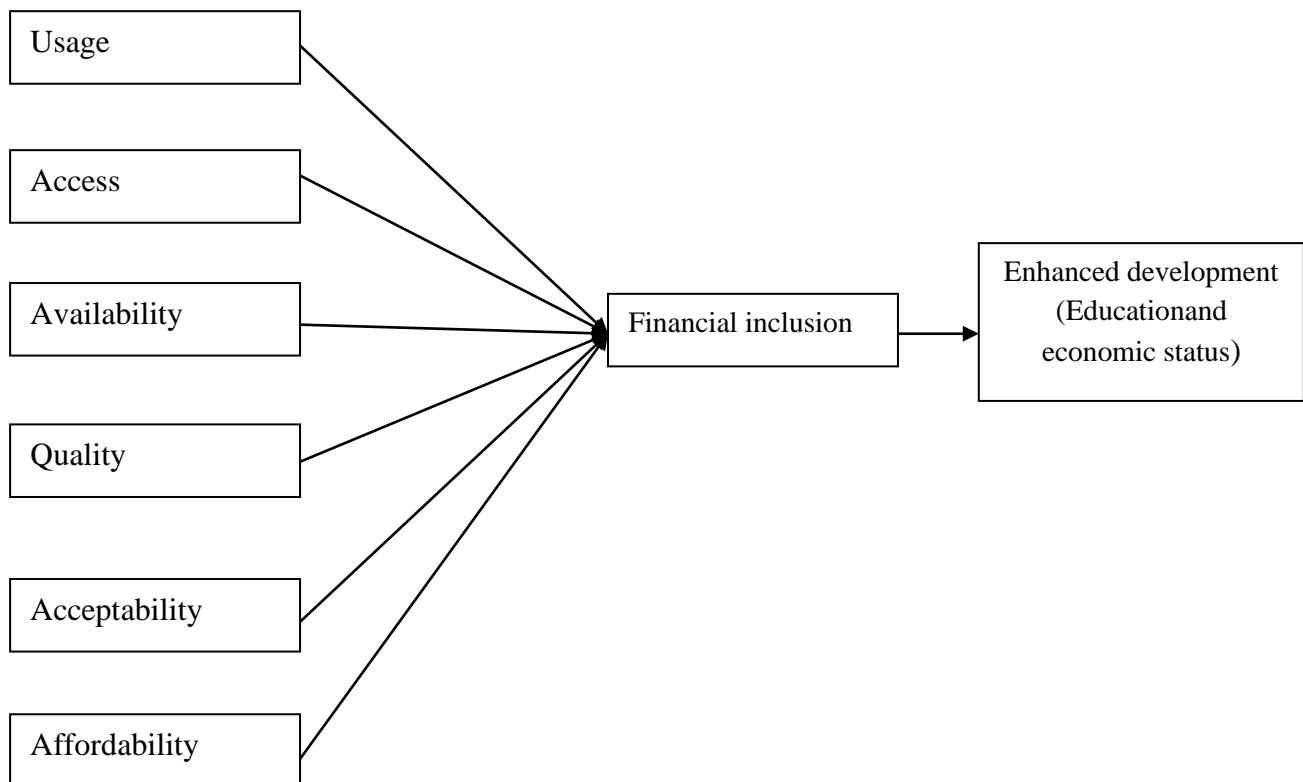 Usage
Access
Availability
Quality
Acceptability
Affordability
Financial inclusion
Enhanced development
(Educationand
economic status)